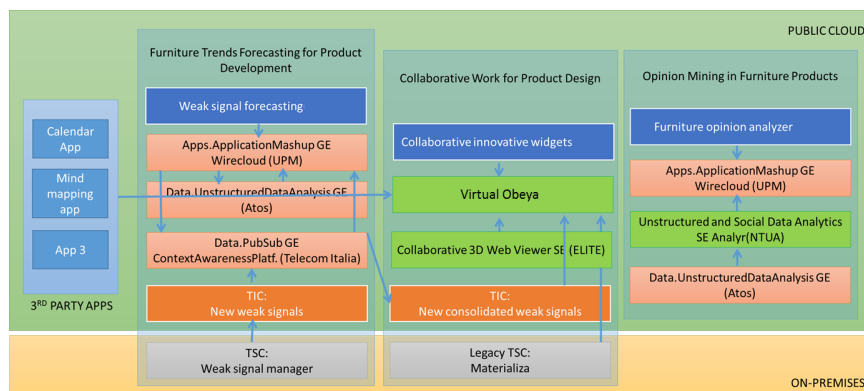 PUBLIC CLOUD
Furniture Trends Forecasting for Product
Development
Weak signal forecasting
Apps.ApplicationMashup GE
Wirecloud (UPM)
Data.UnstructuredDataAnalysis GE
(Atos)
Data.PubSub GE
ContextAwarenessPlatf. (Telecom Italia)
TIC:
New weak signals
TSC:
Weak signal manager
Collaborative Work for Product Design
Collaborative innovative widgets
Virtual Obeya
Collaborative 3D Web Viewer SE (ELITE)
TIC:
New consolidated weak signals
Legacy TSC:
Materializa
Opinion Mining in Furniture Products
Furniture opinion analyzer
Apps.ApplicationMashup GE
Wirecloud (UPM)
Unstructured and Social Data Analytics
SE Analyr(NTUA)
Data.UnstructuredDataAnalysis GE
(Atos)
Calendar
App
Mind
mapping
app
App 3
3RD PARTY APPS
ON-PREMISES